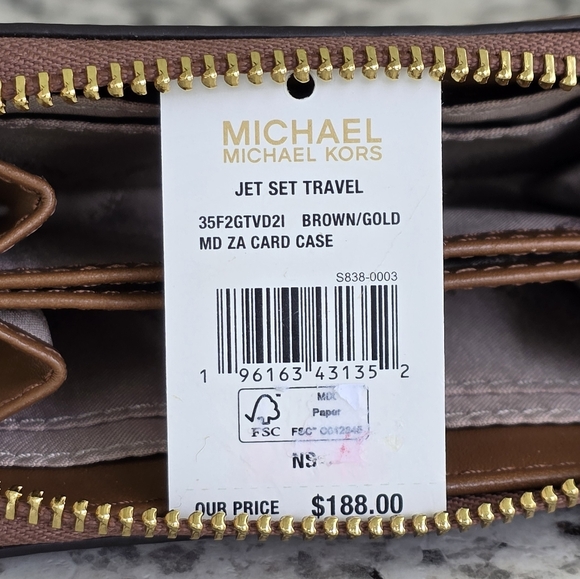 MICHAEL
MICHAEL KORS
JET SET TRAVEL
35F2GTVD2I BROWN/GOLD
MD ZA CARD CASE
S838-0003
1 96163 43135 2
FSC
Paper
FSC®
OUR PRICE $188.00